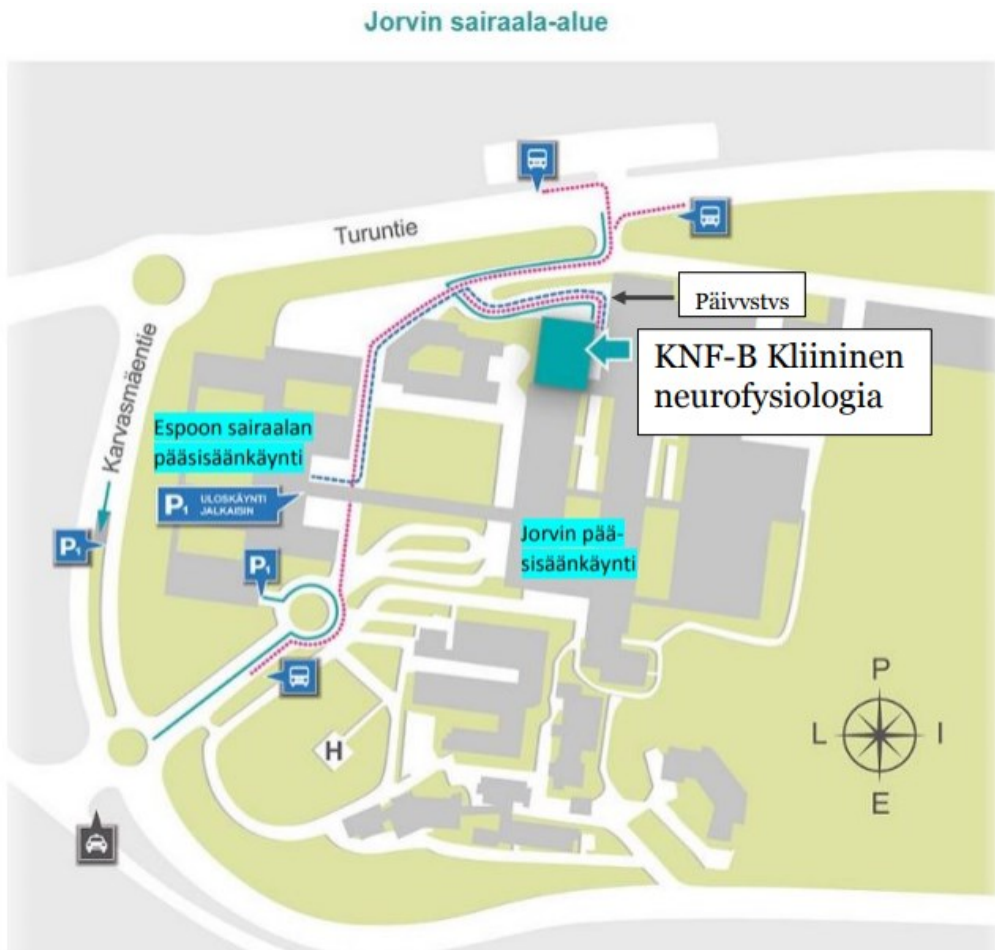 Jorvin sairaala-alue
Turuntie
Päivvstvs
KNF-B Kliininen
neurofysiologia
Karvasmäentie
Espoon sairaalan
pääsisäänkäynti
P1 ULOSKÄYNTI
JALKAISIN
Jorvin pää-
sisäänkäynti
P1
P1
H
P
L I
E